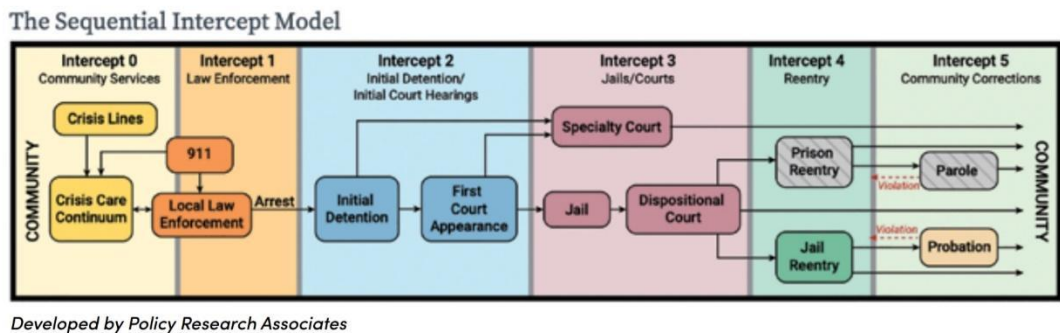 The Sequential Intercept Model
Intercept 0
Community Services
Intercept 1
Law Enforcement
Intercept 2
Initial Detention/
Initial Court Hearings
Intercept 3
Jails/Courts
Intercept 4
Reentry
Intercept 5
Community Corrections
COMMUNITY
Crisis Lines
911
Crisis Care
Continuum
Local Law
Enforcement
Arrest
Initial
Detention
First
Court
Appearance
Specialty Court
Jail
Dispositional
Court
Prison
Reentry
Jail
Reentry
Violation
Parole
Violation
Probation
COMMUNITY
Developed by Policy Research Associates